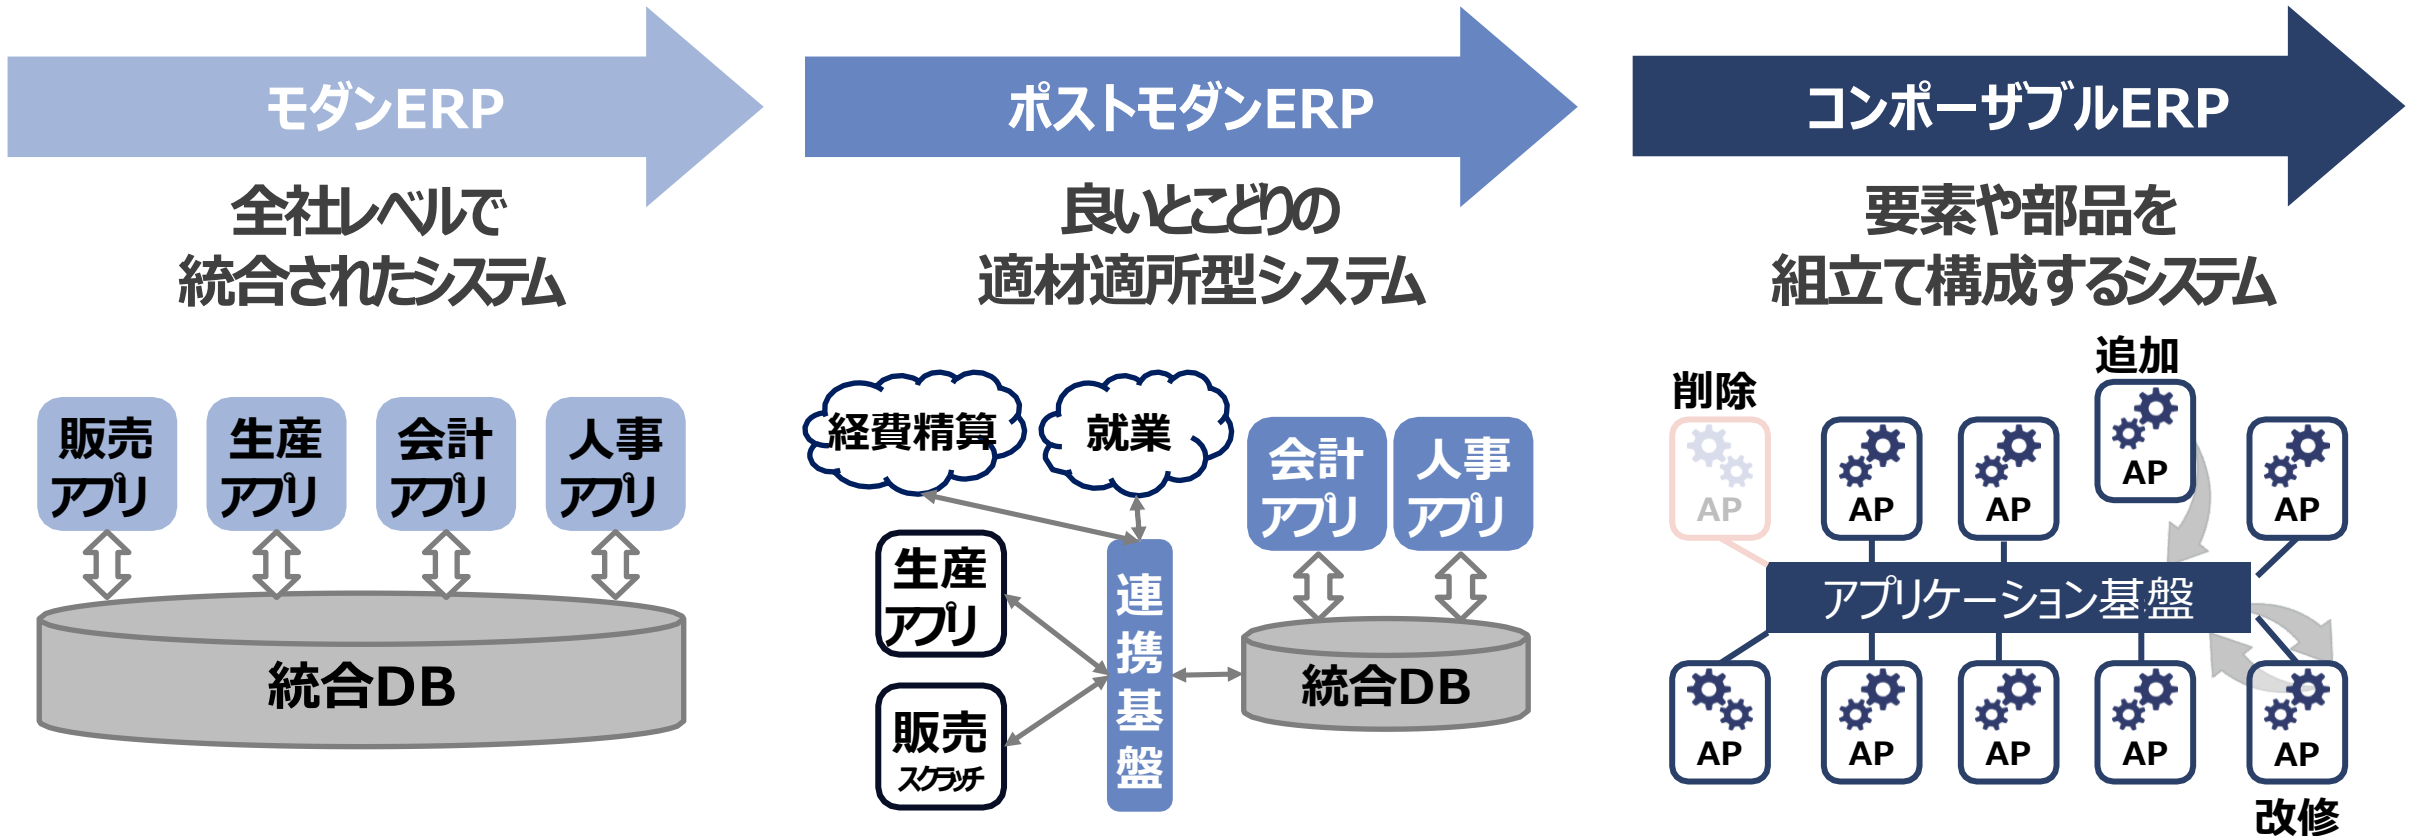 モダンERP
全社レベルで
統合されたシステム
販売
アプリ
生産
アプリ
会計
アプリ
人事
アプリ
統合DB
ポストモダンERP
良いとこどりの
適材適所型システム
経費精算
就業
会計
アプリ
人事
アプリ
生産
アプリ
販売
スクラッチ
連携基盤
統合DB
コンポーザブルERP
要素や部品を
組立て構成するシステム
削除
追加
AP
AP
AP
AP
AP
アプリケーション基盤
AP
AP
AP
AP
AP
改修